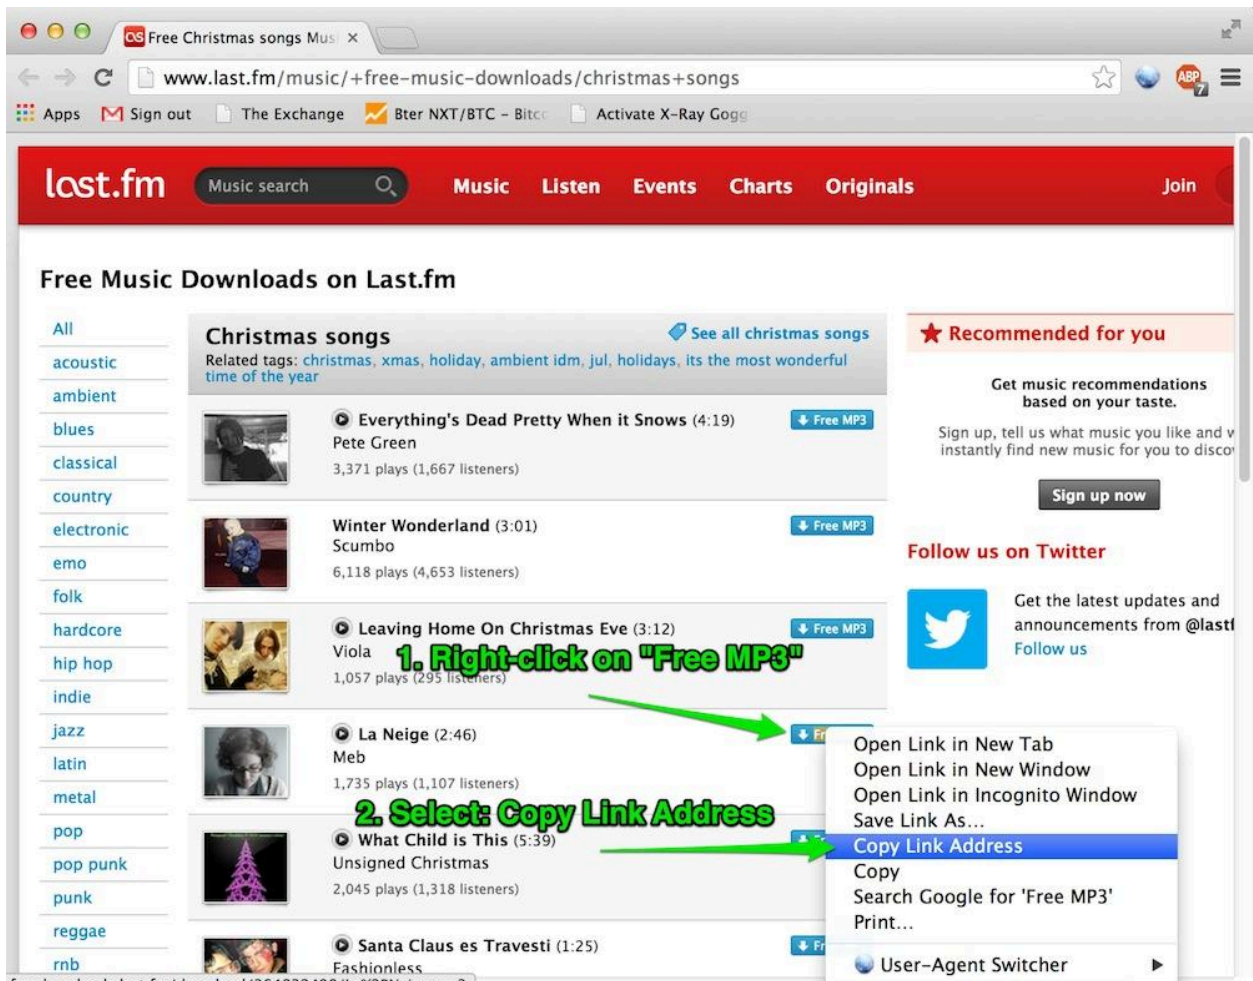 Free Christmas songs Mus
www.last.fm/music/+free-music-downloads/christmas+songs
ABP
7
Apps
Sign out
The Exchange
Bter NXT/BTC – Bitc
Activate X-Ray Gogg
last.fm
Music search
Music
Listen
Events
Charts
Originals
Join
Free Music Downloads on Last.fm
All
acoustic
ambient
blues
classical
country
electronic
emo
folk
hardcore
hip hop
indie
jazz
latin
metal
pop
pop punk
punk
reggae
rnb
Christmas songs
See all christmas songs
Related tags: christmas, xmas, holiday, ambient idm, jul, holidays, its the most wonderful
time of the year
Everything's Dead Pretty When it Snows (4:19)
Free MP3
Pete Green
3,371 plays (1,667 listeners)
Winter Wonderland (3:01)
Free MP3
Scumbo
6,118 plays (4,653 listeners)
Leaving Home On Christmas Eve (3:12)
Free MP3
Viola
1. Right-click on "Free MP3"
1,057 plays (295 listeners)
La Neige (2:46)
Meb
1,735 plays (1,107 listeners)
2. Select: Copy Link Address
What Child is This (5:39)
Unsigned Christmas
2,045 plays (1,318 listeners)
Santa Claus es Travesti (1:25)
Fashionless
Recommended for you
Get music recommendations
based on your taste.
Sign up, tell us what music you like and
instantly find new music for you to disco
Sign up now
Follow us on Twitter
Get the latest updates and
announcements from @lastf
Follow us
Open Link in New Tab
Open Link in New Window
Open Link in Incognito Window
Save Link As...
Copy Link Address
Copy
Search Google for 'Free MP3'
Print...
User-Agent Switcher